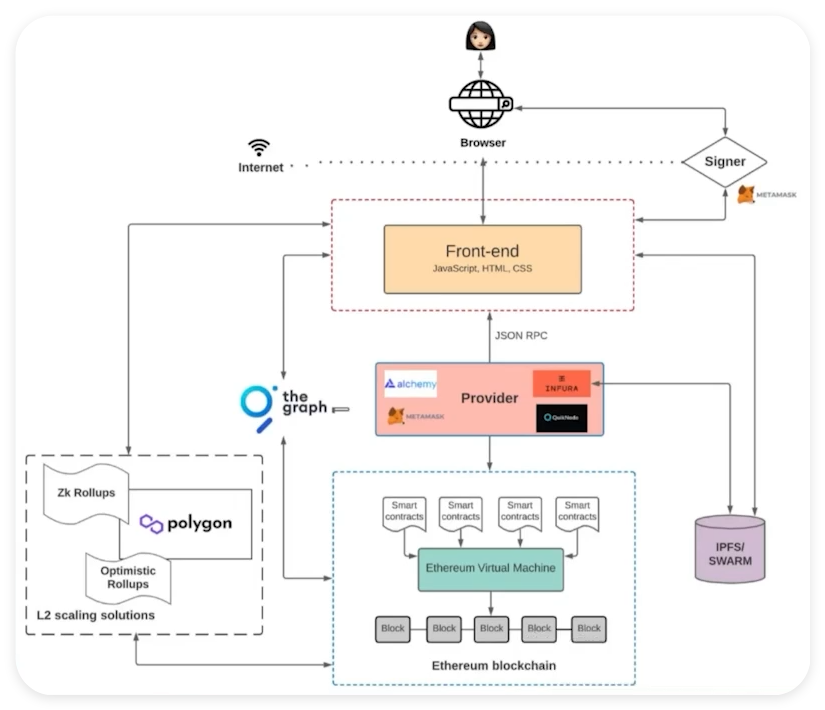 Browser
Internet
Signer
METAMASK
Front-end
JavaScript, HTML, CSS
JSON RPC
alchemy
INFURA
Provider
METAMASK
QuickNode
the
graph
Zk Rollups
polygon
Optimistic
Rollups
L2 scaling solutions
Smart
contracts
Smart
contracts
Smart
contracts
Smart
contracts
Ethereum Virtual Machine
IPFS/
SWARM
Block
Block
Block
Block
Block
Ethereum blockchain